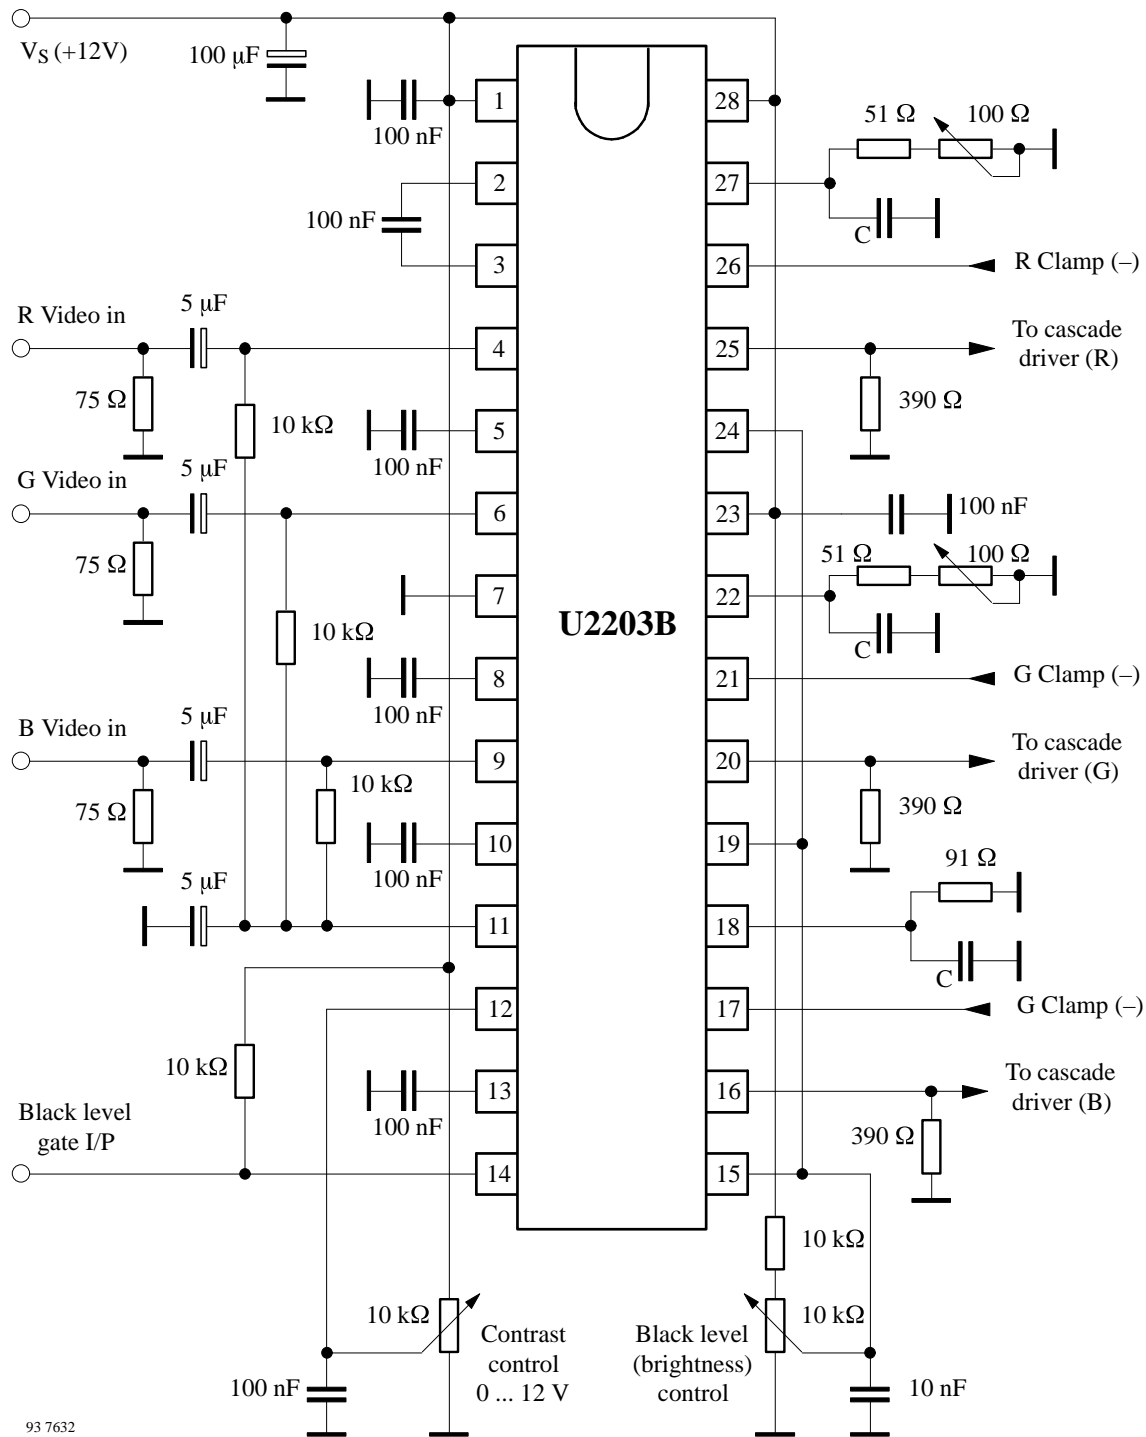 V_S (+12V)
100 μF
100 nF
1
28
51 Ω
100 Ω
2
27
100 nF
C
3
26
R Clamp (–)
R Video in
5 μF
4
25
To cascade
driver (R)
75 Ω
10 kΩ
390 Ω
5
24
100 nF
G Video in
5 μF
6
23
100 nF
75 Ω
51 Ω
100 Ω
7
22
U2203B
10 kΩ
C
8
21
G Clamp (–)
100 nF
B Video in
5 μF
9
20
To cascade
driver (G)
10 kΩ
75 Ω
390 Ω
10
19
100 nF
91 Ω
5 μF
11
18
C
12
17
G Clamp (–)
10 kΩ
13
16
To cascade
driver (B)
100 nF
390 Ω
Black level
gate I/P
14
15
10 kΩ
10 kΩ
Contrast
control
0 ... 12 V
Black level
(brightness)
control
10 kΩ
100 nF
10 nF
93 7632